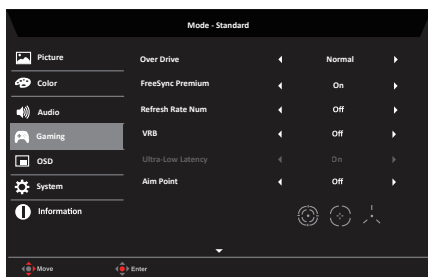 Mode - Standard
Picture
Over Drive Normal
Color
FreeSync Premium On
Audio
Refresh Rate Num Off
Gaming
VRB Off
OSD
Ultra-Low Latency On
System
Aim Point Off
Information
Move Enter